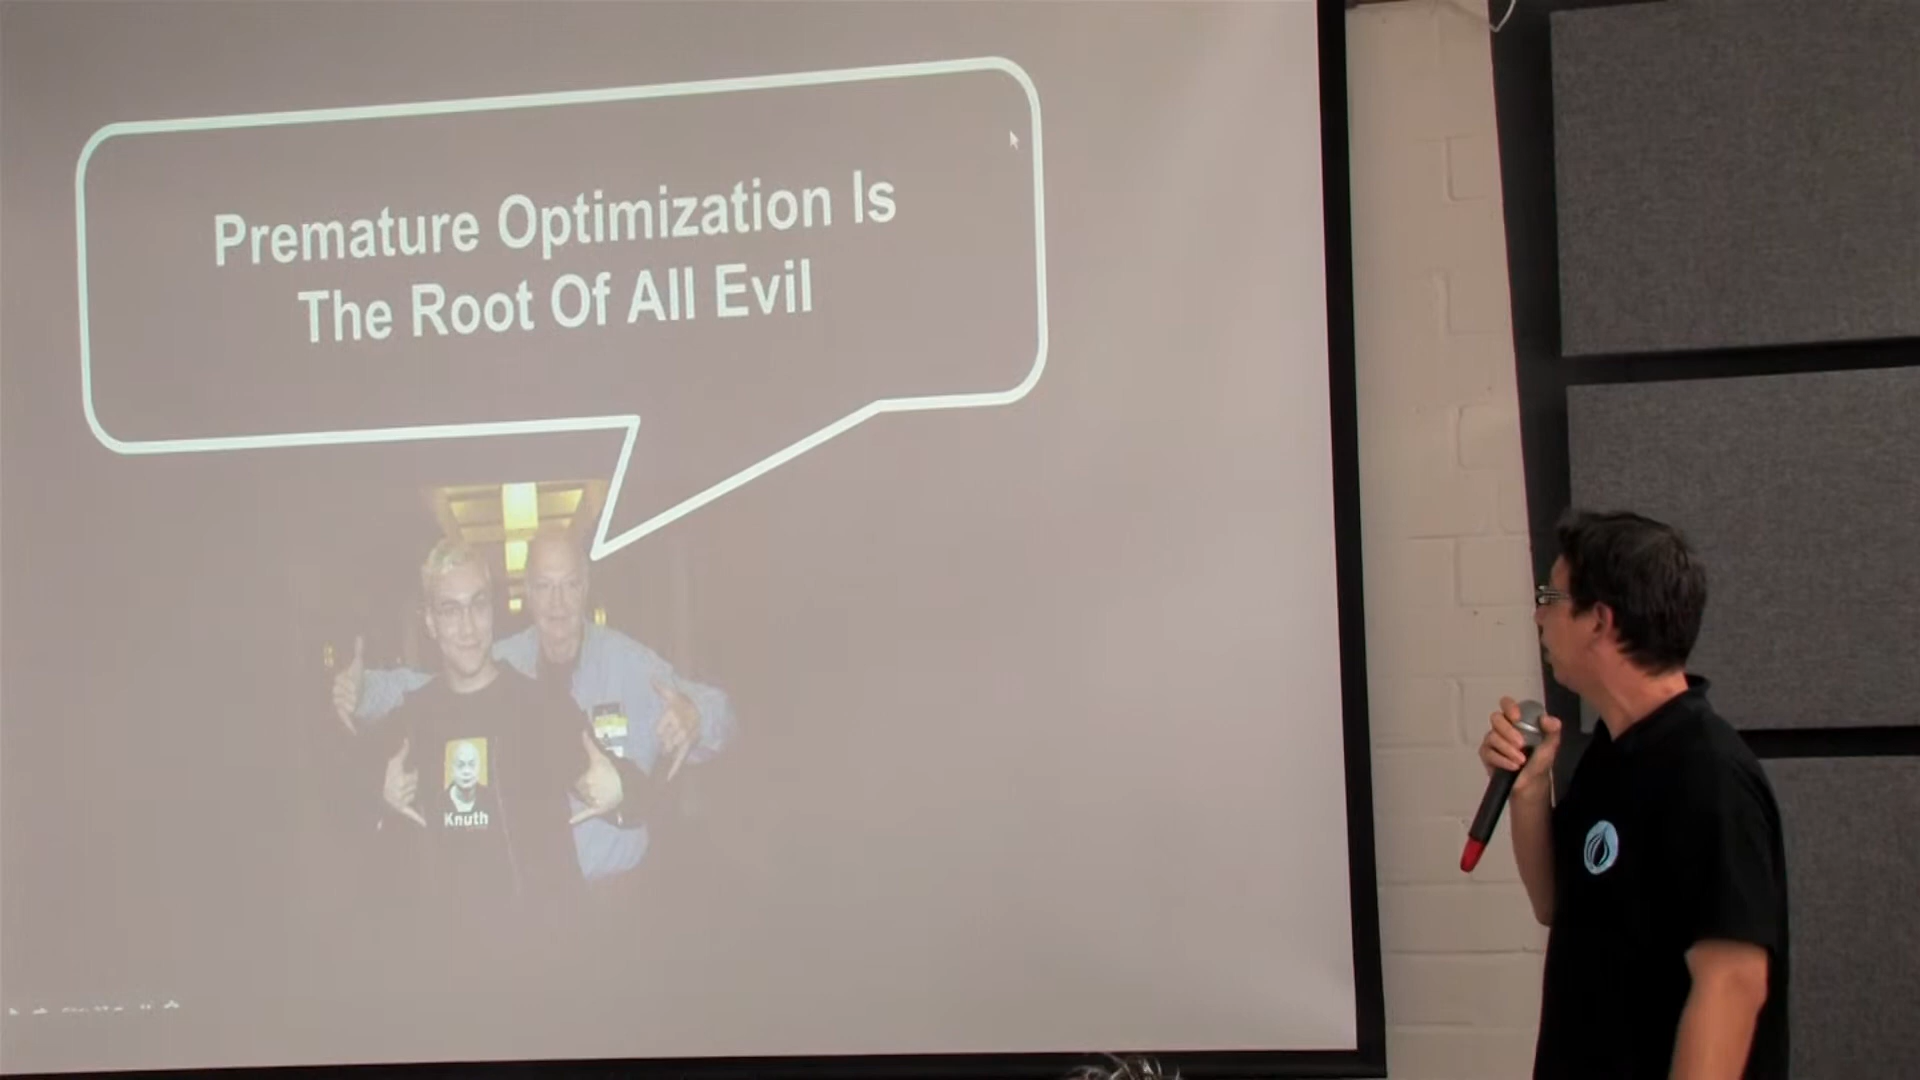 Premature Optimization Is
The Root Of All Evil
Knuth